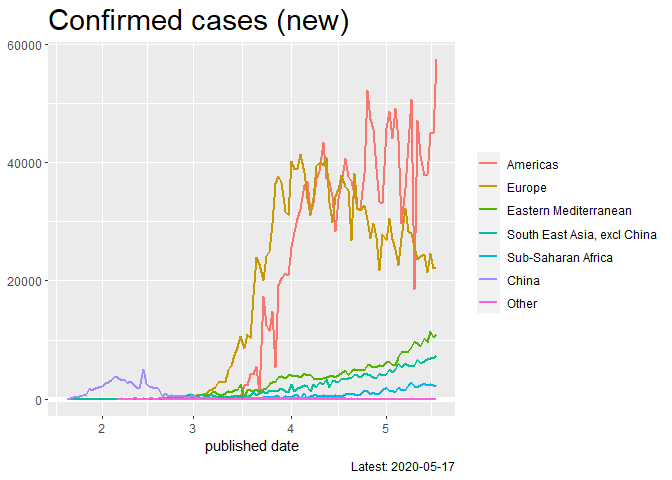 Confirmed cases (new)
60000
40000
20000
0
2 3 4 5
published date
Americas
Europe
Eastern Mediterranean
South East Asia, excl China
Sub-Saharan Africa
China
Other
Latest: 2020-05-17